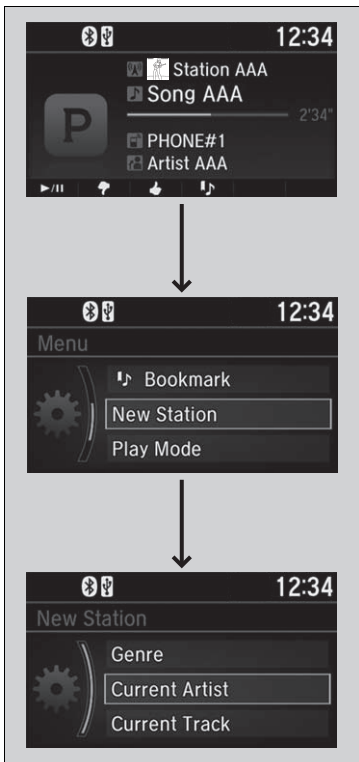 12:34
Station AAA
Song AAA
P
2'34"
PHONE#1
Artist AAA
12:34
Menu
Bookmark
New Station
Play Mode
12:34
New Station
Genre
Current Artist
Current Track